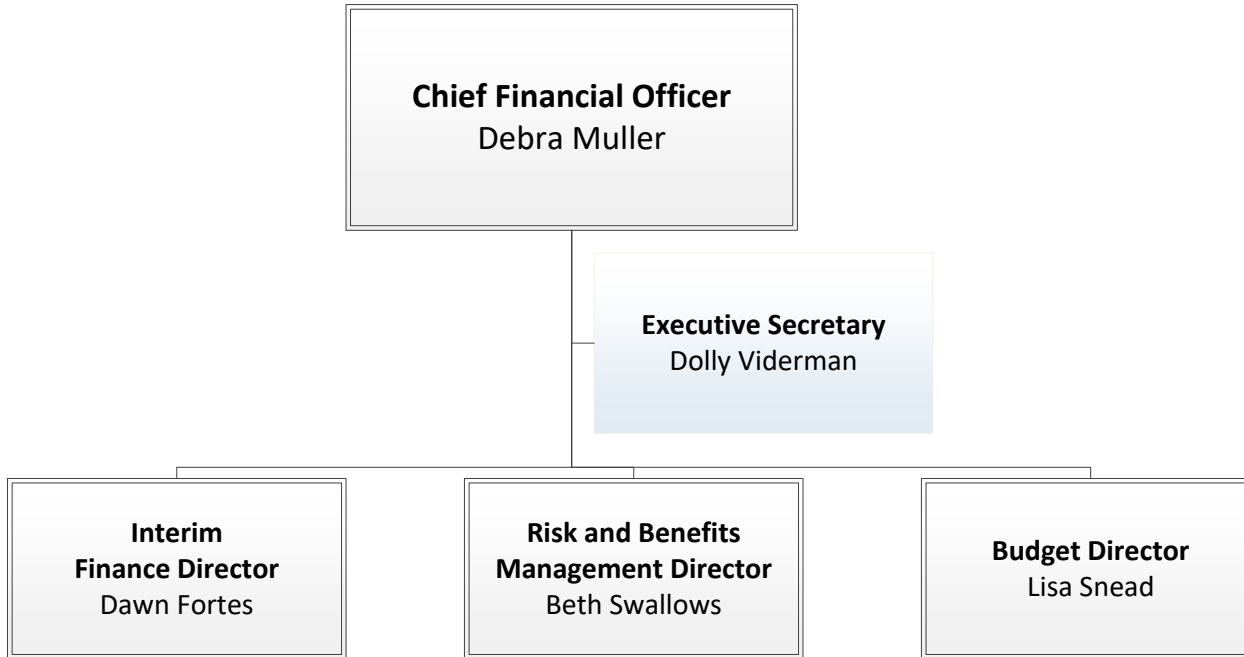 Chief Financial Officer
Debra Muller
Executive Secretary
Dolly Viderman
Interim
Finance Director
Dawn Fortes
Risk and Benefits
Management Director
Beth Swallows
Budget Director
Lisa Snead